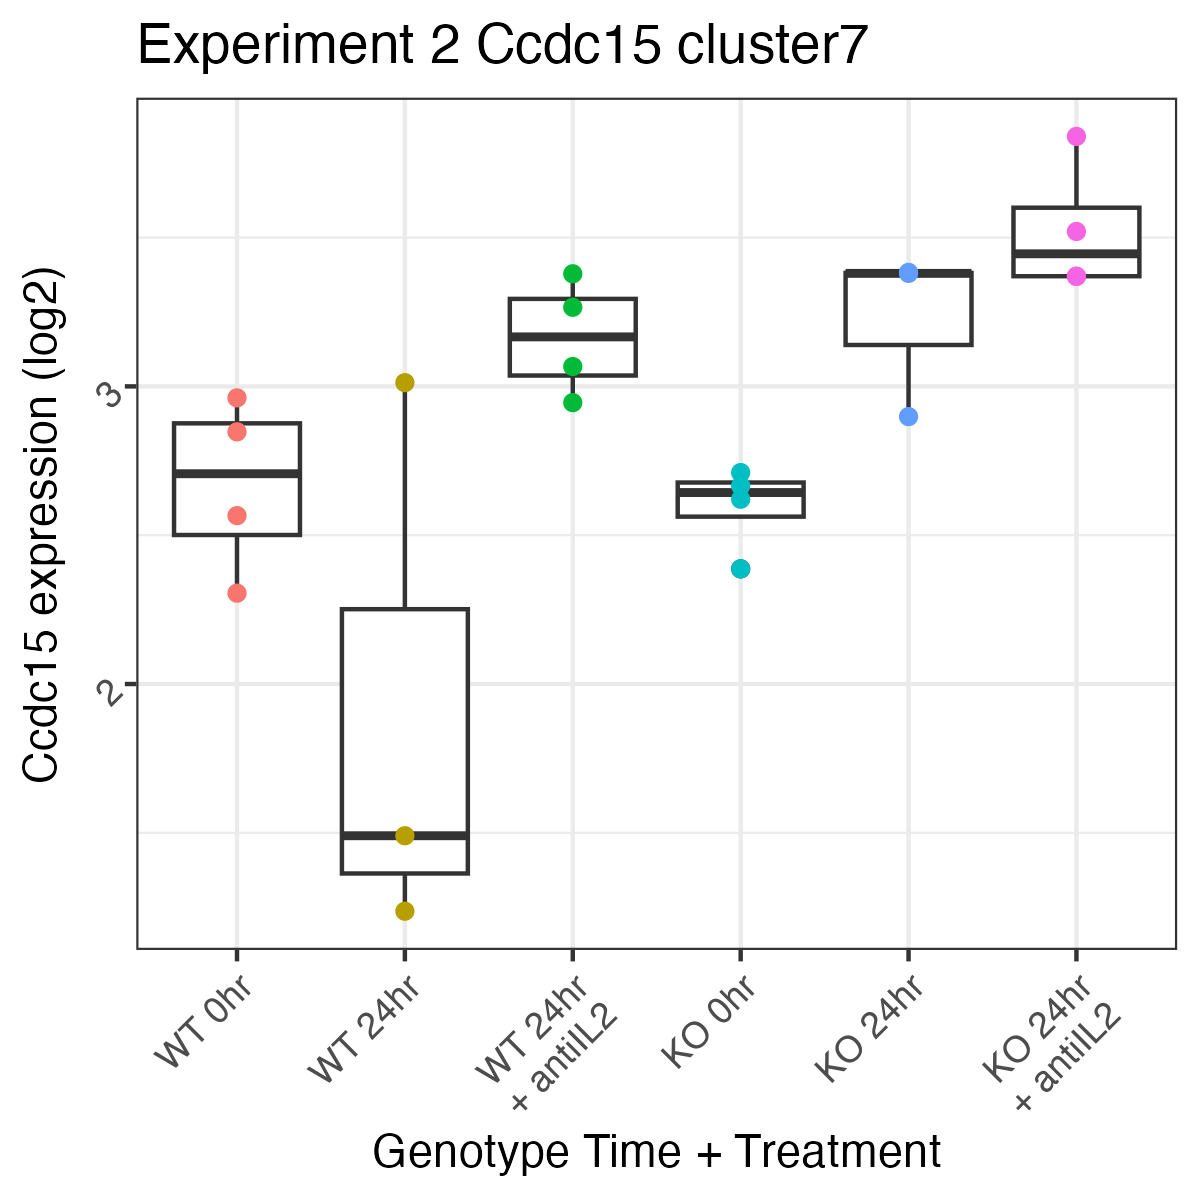 Experiment 2 Ccdc15 cluster7
Ccdc15 expression (log2)
3
2
WT 0hr
WT 24hr
WT 24hr
+ antiIL2
KO 0hr
KO 24hr
KO 24hr
+ antiIL2
Genotype Time + Treatment